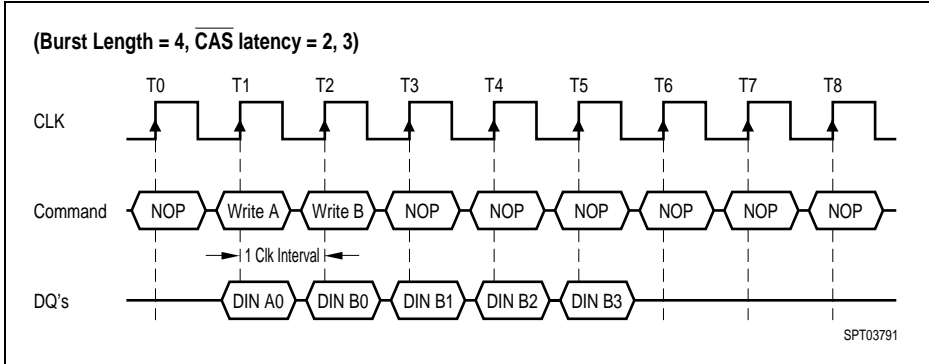 (Burst Length = 4, CAS latency = 2, 3)
T0 T1 T2 T3 T4 T5 T6 T7 T8
CLK
Command NOP Write A Write B NOP NOP NOP NOP NOP NOP
1 Clk Interval
DQ's DIN A0 DIN B0 DIN B1 DIN B2 DIN B3
SPT03791